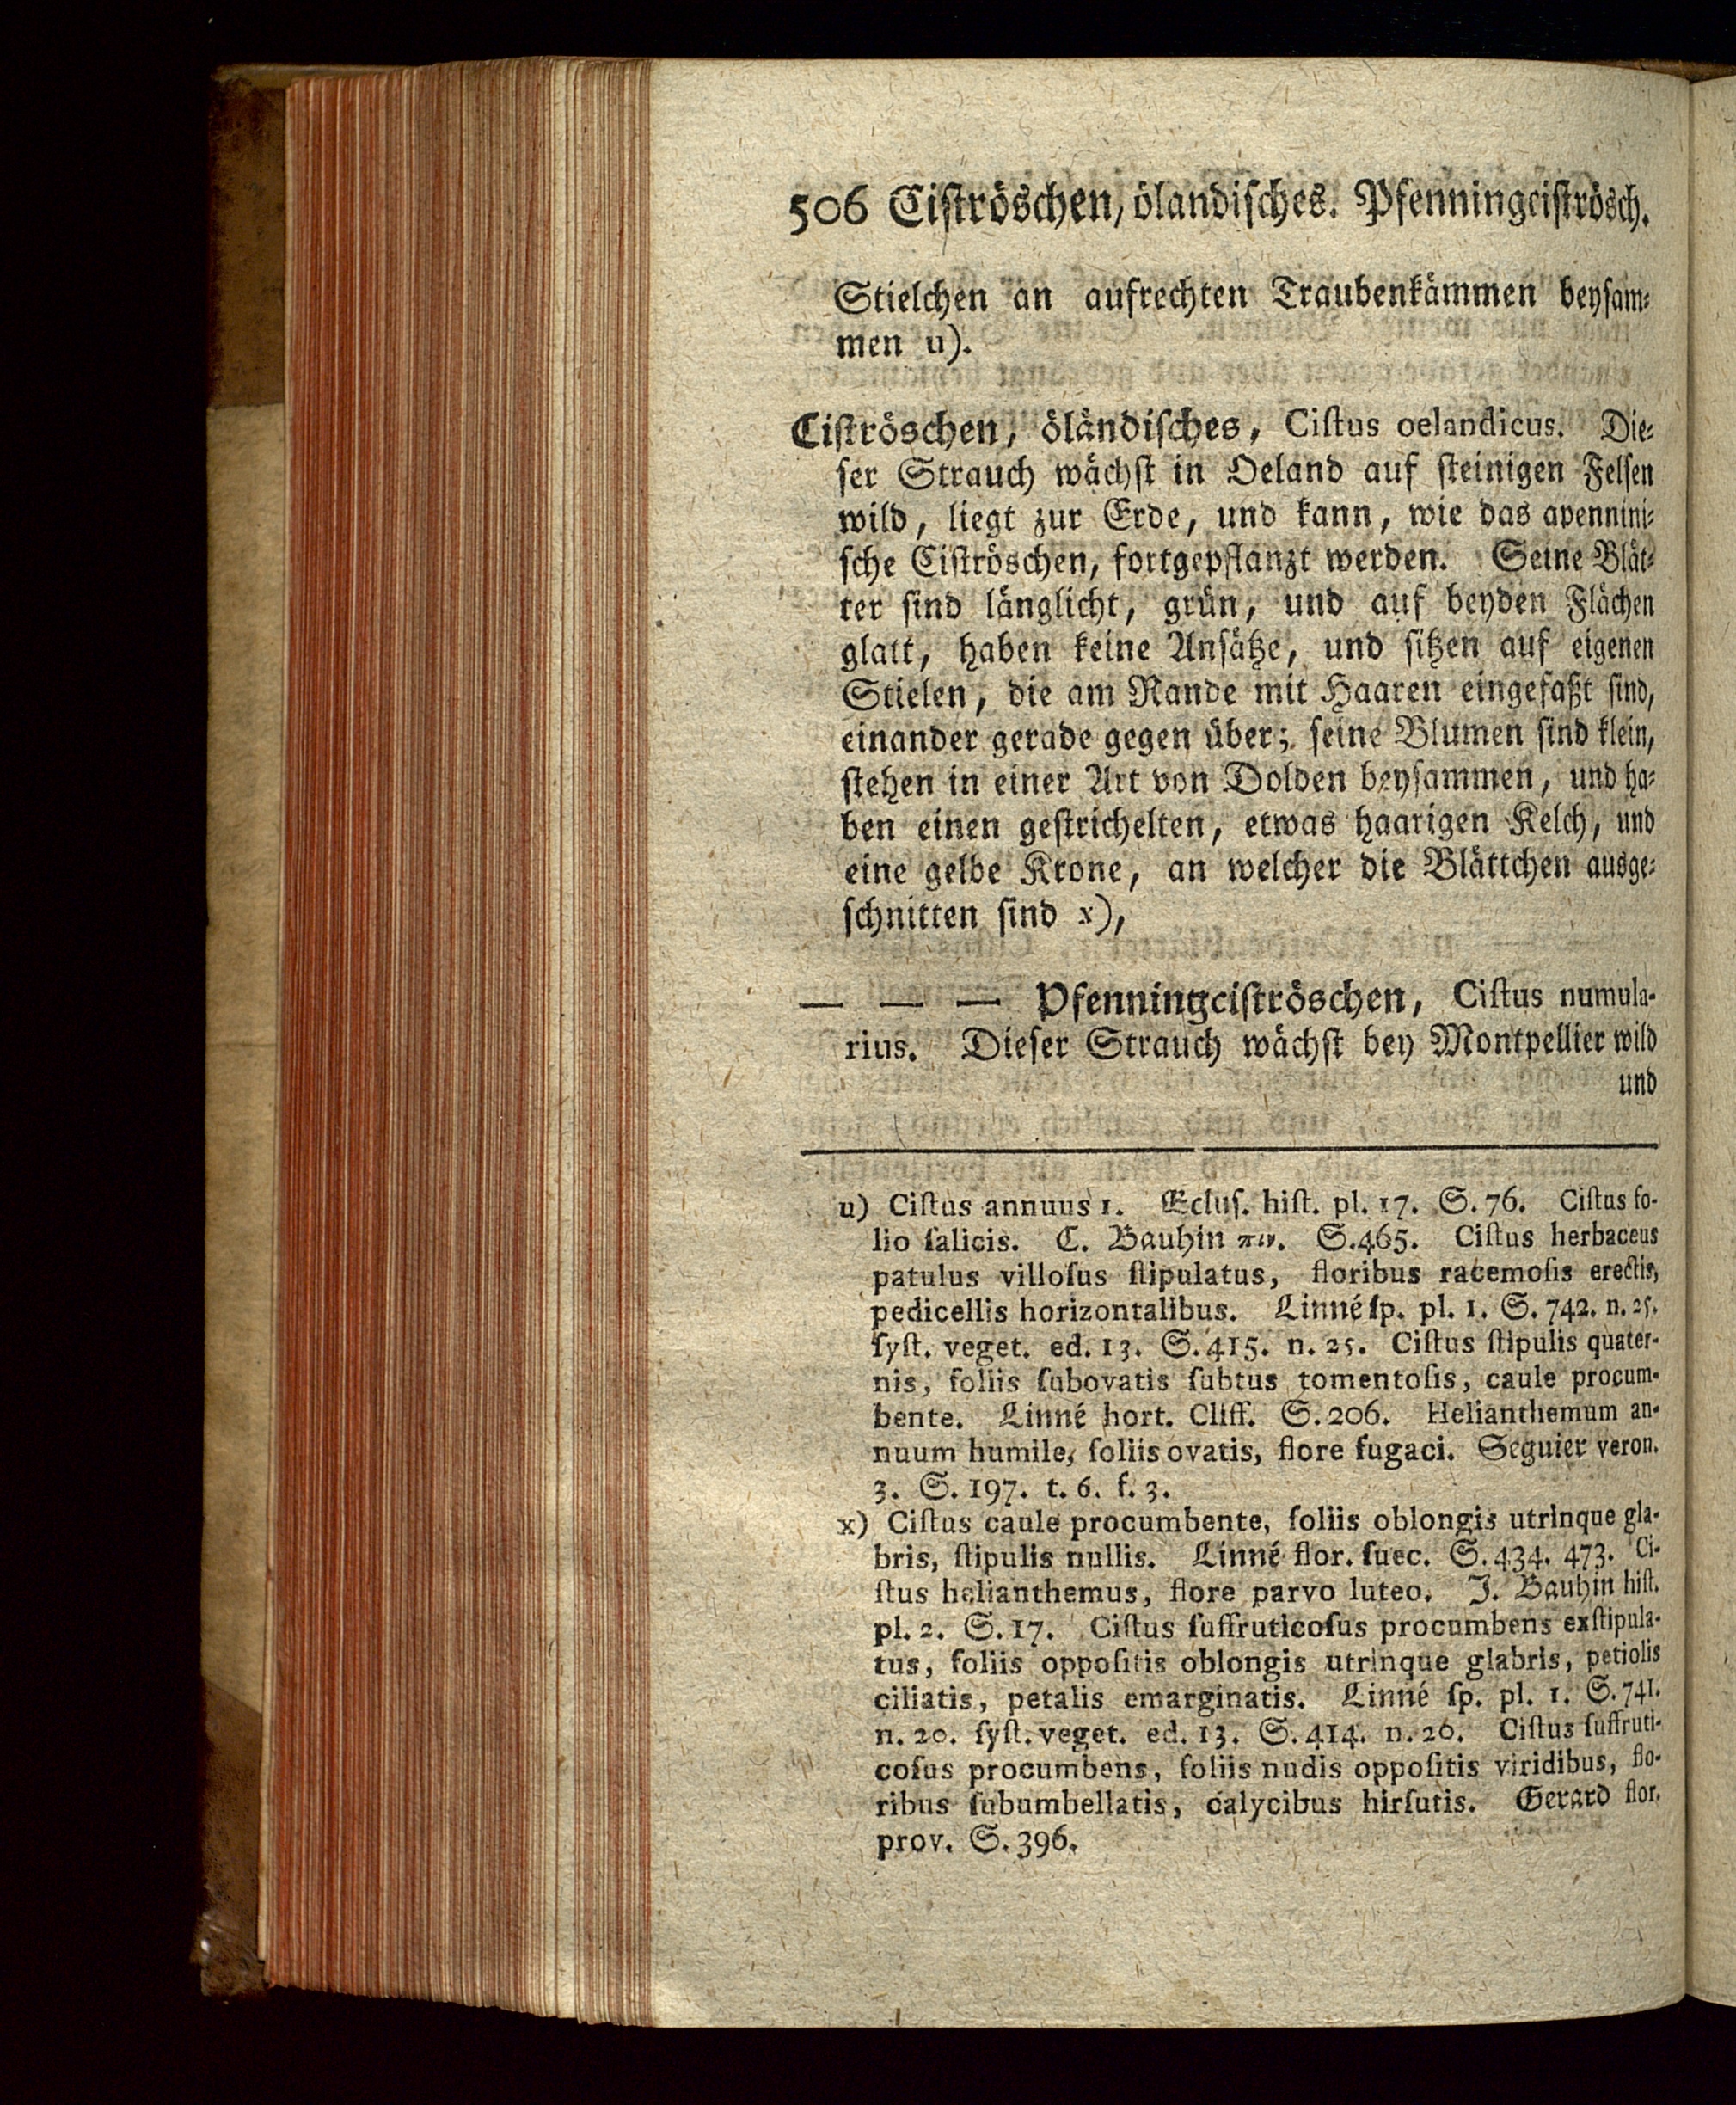 506 Ciströschen, ölandisches. Pfenningciströsch.
Stielchen an aufrechten Traubenkämmen beysam⸗
men u).
Ciströschen, öländisches, Cistus oelandicus. Die⸗
ser Strauch wächst in Oeland auf steinigen Felsen
wild, liegt zur Erde, und kann, wie das apennini⸗
sche Ciströschen, fortgepflanzt werden. Seine Blät⸗
ter sind länglicht, grün, und auf beyden Flächen
glatt, haben keine Ansätze, und sitzen auf eigenen
Stielen, die am Rande mit Haaren eingefaßt sind,
einander gerade gegen über; seine Blumen sind klein,
stehen in einer Art von Dolden beysammen, und ha⸗
ben einen gestrichelten, etwas haarigen Kelch, und
eine gelbe Krone, an welcher die Blättchen ausge⸗
schnitten sind x),
— — — Pfenningciströschen, Cistus numula-
rius. Dieser Strauch wächst bey Montpellier wild
und
u) Cistus annuus 1. Eclus. hist. pl. 17. S. 76. Cistus fo-
lio salicis. C. Bauhin πιν. S. 465. Cistus herbaceus
patulus villosus stipulatus, floribus racemosis erectis,
pedicellis horizontalibus. Linné sp. pl. 1. S. 742. n. 25.
syst. veget. ed. 13. S. 415. n. 25. Cistus stipulis quater-
nis, foliis subovatis subtus tomentosis, caule procum-
bente. Linné hort. Cliff. S. 206. Helianthemum an-
nuum humile, foliis ovatis, flore fugaci. Seguier veron.
3. S. 197. t. 6. f. 3.
x) Cistus caule procumbente, foliis oblongis utrinque gla-
bris, stipulis nullis. Linné flor. suec. S. 434. 473. Ci-
stus helianthemus, flore parvo luteo. J. Bauhin hist.
pl. 2. S. 17. Cistus suffruticosus procumbens exstipula-
tus, foliis oppositis oblongis utrinque glabris, petiolis
ciliatis, petalis emarginatis. Linné sp. pl. 1. S. 741.
n. 20. syst. veget. ed. 13. S. 414. n. 20. Cistus suffruti-
cosus procumbens, foliis nudis oppositis viridibus, flo-
ribus subumbellatis, calycibus hirsutis. Gerard flor.
prov. S. 396.